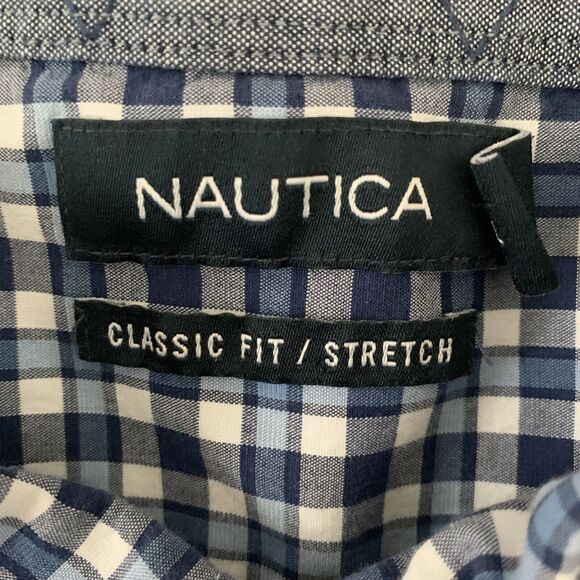 NAUTICA
CLASSIC FIT / STRETCH